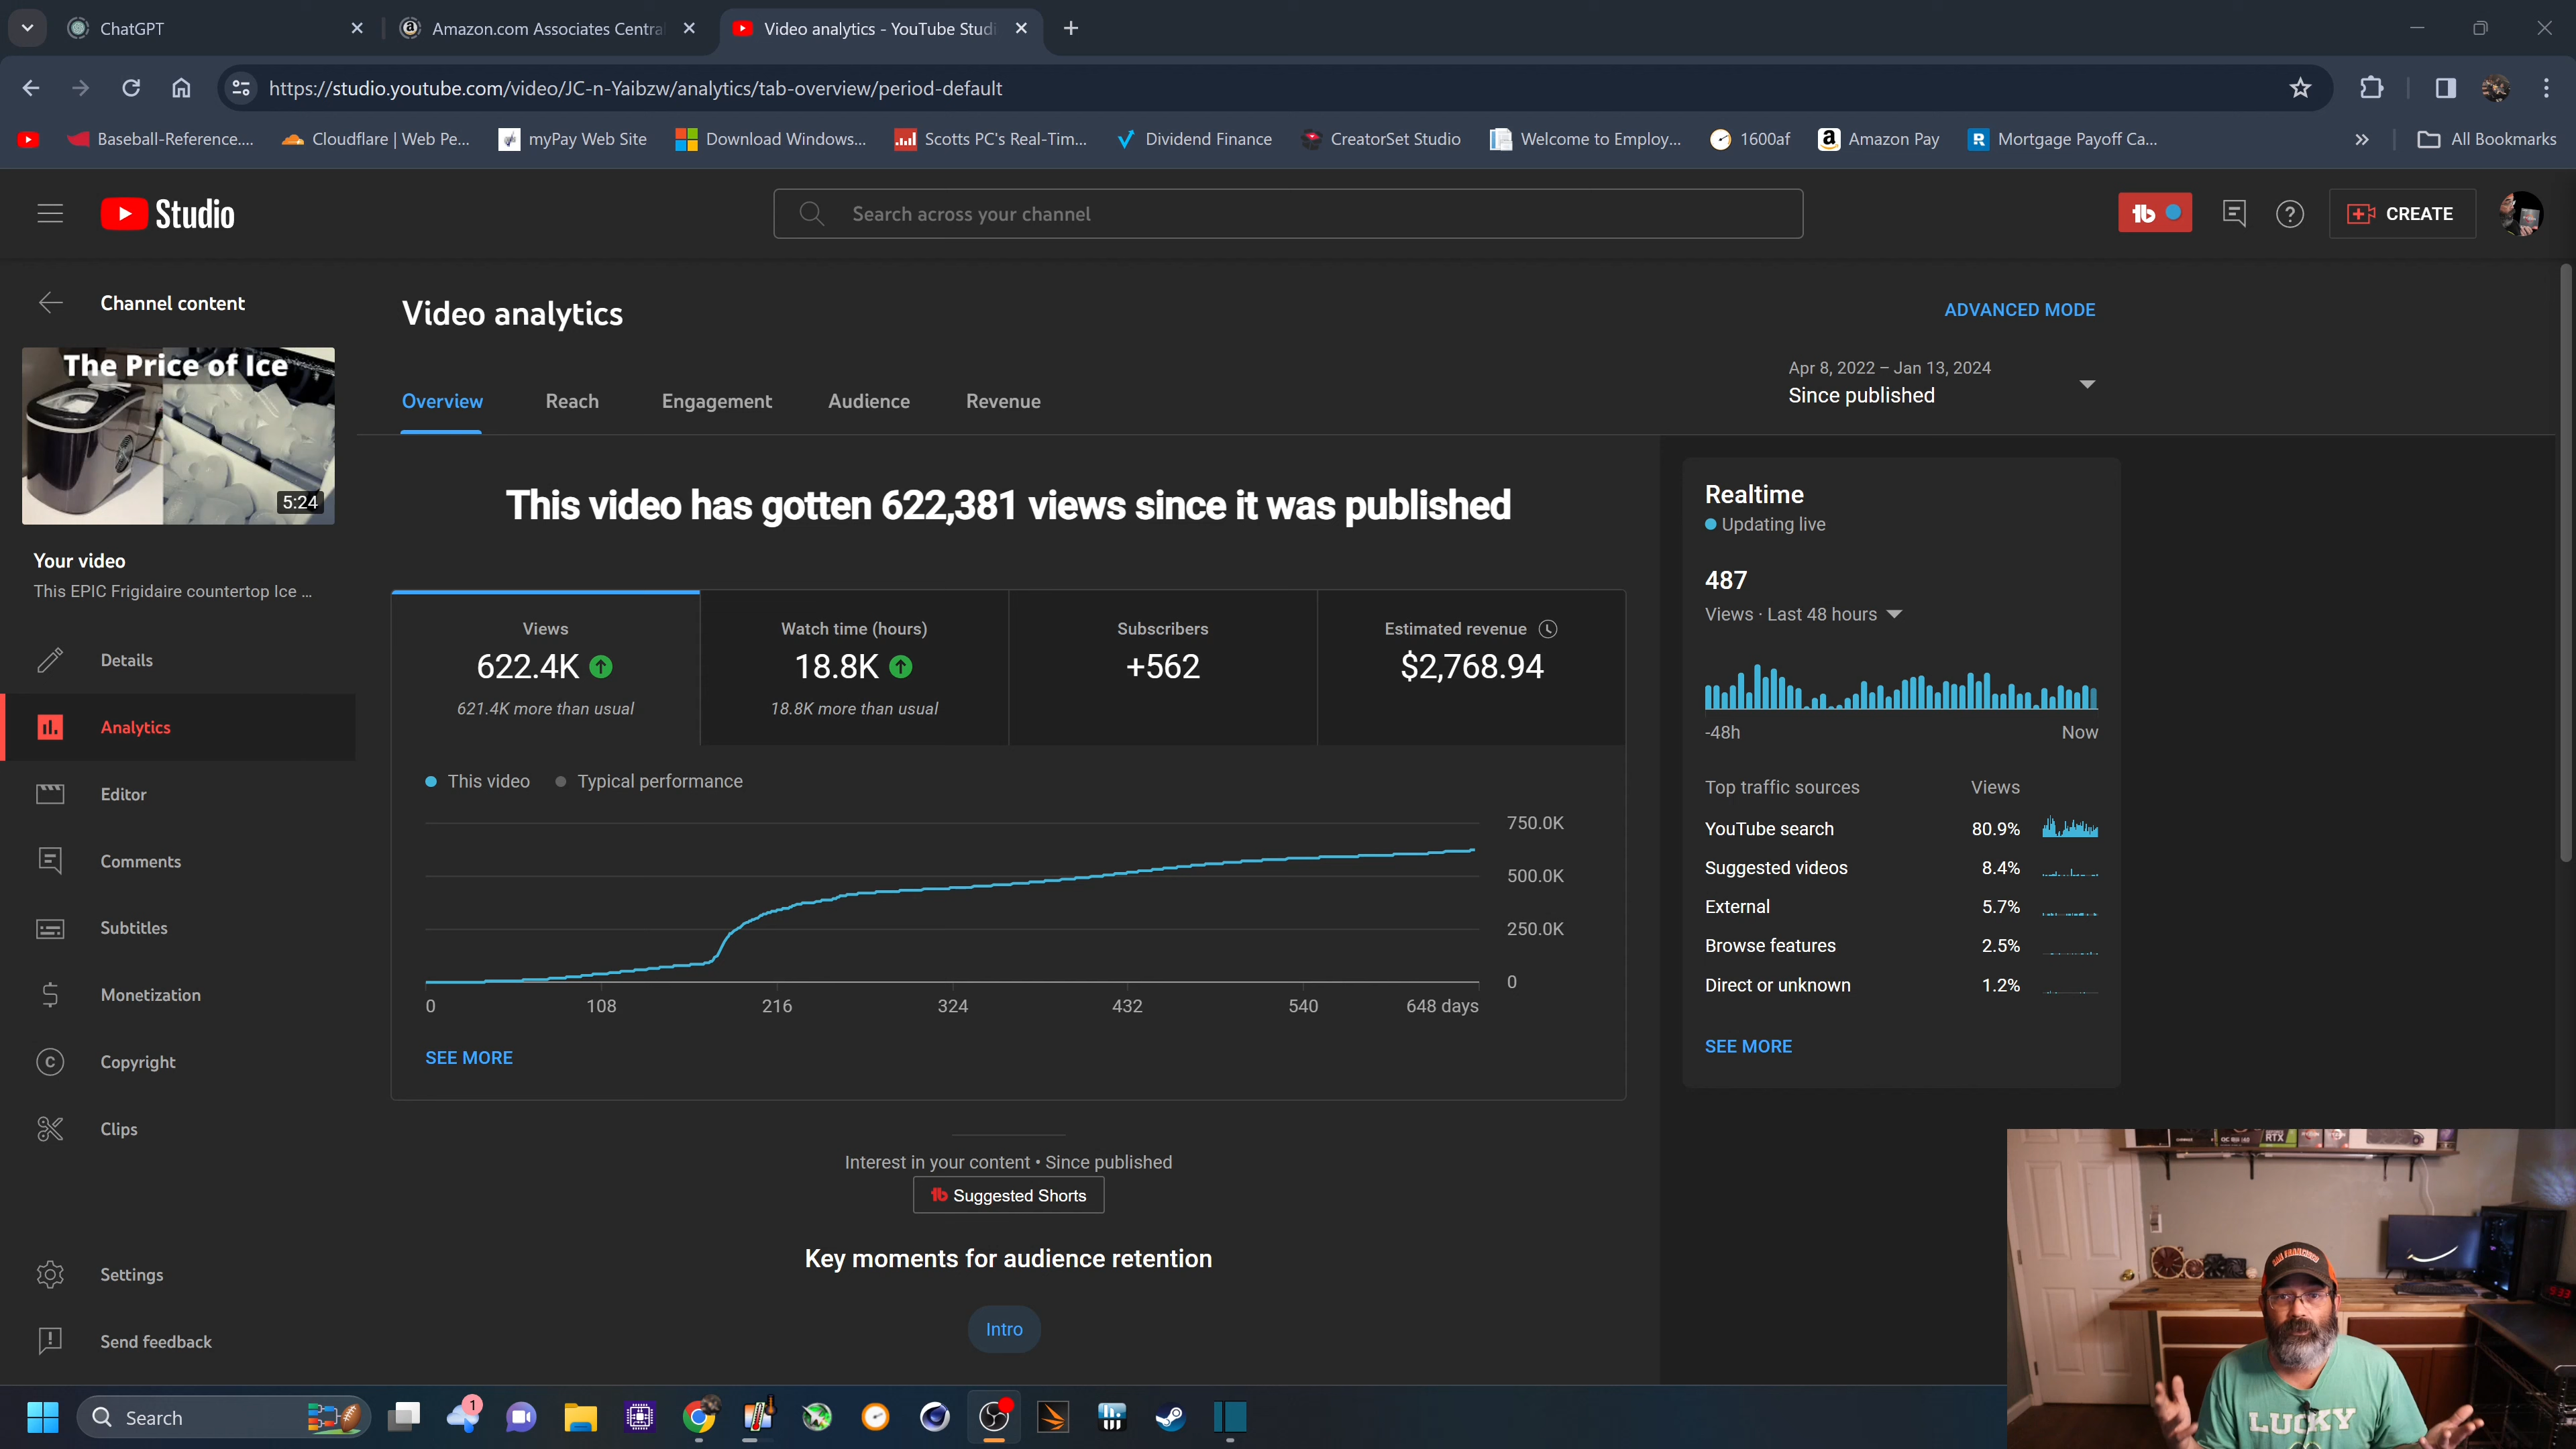 ChatGPT
Amazon.com Associates Centra
Video analytics - YouTube Studi
https://studio.youtube.com/video/JC-n-Yaibzw/analytics/tab-overview/period-default
Baseball-Reference....
Cloudflare | Web Pe...
myPay Web Site
Download Windows...
Scotts PC's Real-Tim...
Dividend Finance
CreatorSet Studio
Welcome to Employ...
1600af
Amazon Pay
Mortgage Payoff Ca...
All Bookmarks
Studio
Search across your channel
CREATE
Channel content
The Price of Ice
5:24
Your video
This EPIC Frigidaire countertop Ice ...
Details
Analytics
Editor
Comments
Subtitles
Monetization
Copyright
Clips
Settings
Send feedback
Video analytics
ADVANCED MODE
Overview
Reach
Engagement
Audience
Revenue
Apr 8, 2022 – Jan 13, 2024
Since published
This video has gotten 622,381 views since it was published
Views
622.4K
621.4K more than usual
Watch time (hours)
18.8K
18.8K more than usual
Subscribers
+562
Estimated revenue
$2,768.94
This video
Typical performance
750.0K
500.0K
250.0K
0
0
108
216
324
432
540
648 days
SEE MORE
Interest in your content • Since published
Suggested Shorts
Key moments for audience retention
Intro
Realtime
Updating live
487
Views · Last 48 hours
-48h
Now
Top traffic sources
Views
YouTube search
80.9%
Suggested videos
8.4%
External
5.7%
Browse features
2.5%
Direct or unknown
1.2%
SEE MORE
RTX
SAN FRANCISCO
533
LUCKY
Search
1